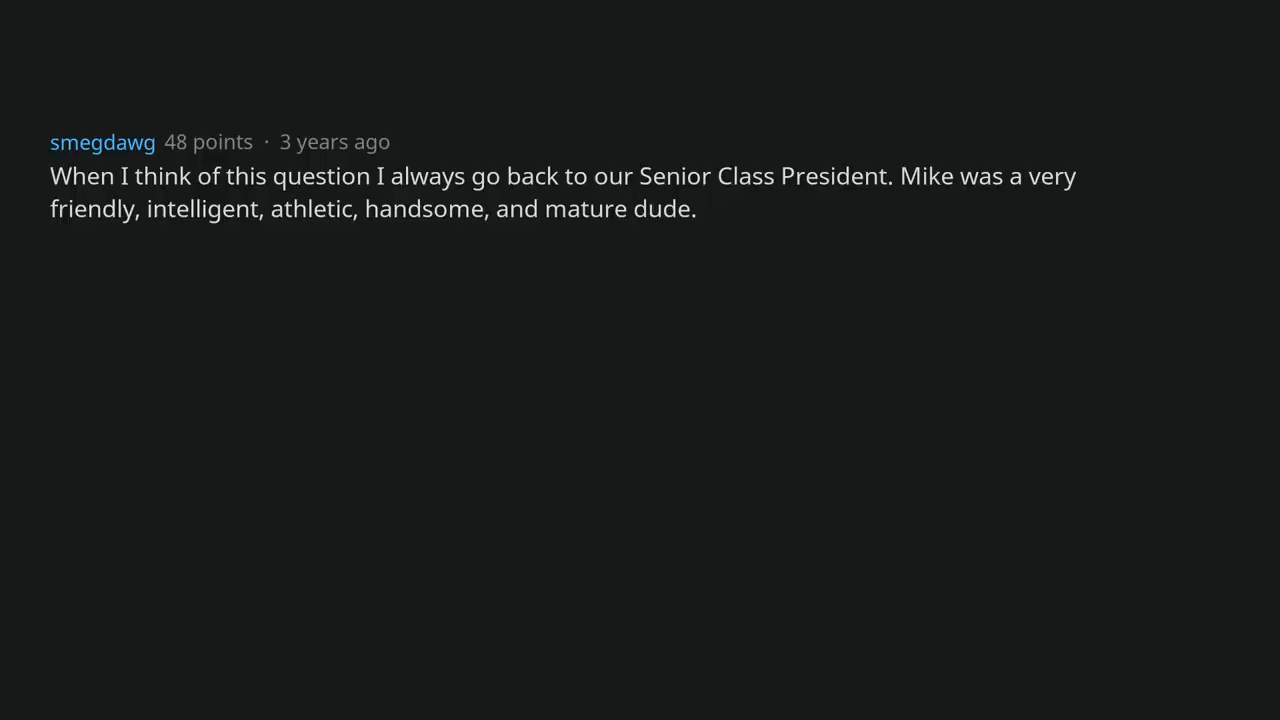 smegdawg 48 points · 3 years ago
When I think of this question I always go back to our Senior Class President. Mike was a very
friendly, intelligent, athletic, handsome, and mature dude.